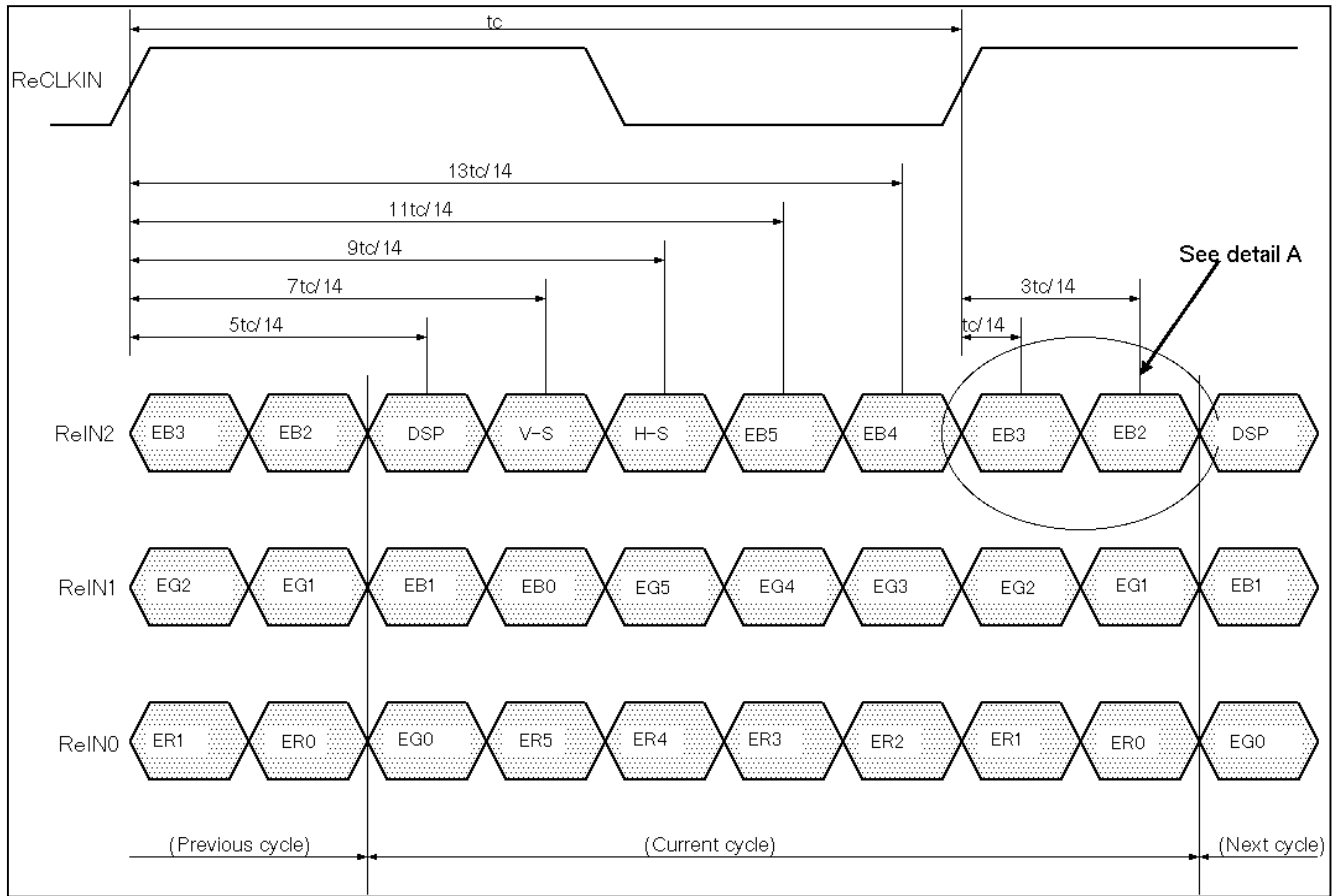 tc
ReCLKIN
13tc/14
11tc/14
9tc/14
See detail A
7tc/14
3tc/14
5tc/14
tc/14
ReIN2 EB3 EB2 DSP V-S H-S EB5 EB4 EB3 EB2 DSP
ReIN1 EG2 EG1 EB1 EB0 EG5 EG4 EG3 EG2 EG1 EB1
ReIN0 ER1 ER0 EG0 ER5 ER4 ER3 ER2 ER1 ER0 EG0
(Previous cycle) (Current cycle) (Next cycle)